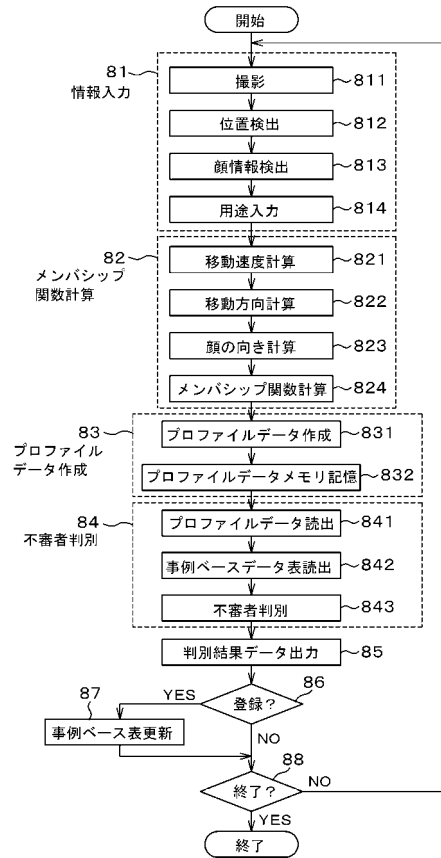 開始
81
情報入力
撮影 811
位置検出 812
顔情報検出 813
用途入力 814
82
メンバシップ
関数計算
移動速度計算 821
移動方向計算 822
顔の向き計算 823
メンバシップ関数計算 824
83
プロファイル
データ作成
プロファイルデータ作成 831
プロファイルデータメモリ記憶 832
84
不審者判別
プロファイルデータ読出 841
事例ベースデータ表読出 842
不審者判別 843
判別結果データ出力 85
86
登録?
YES
NO
87
事例ベース表更新
88
終了?
NO
YES
終了